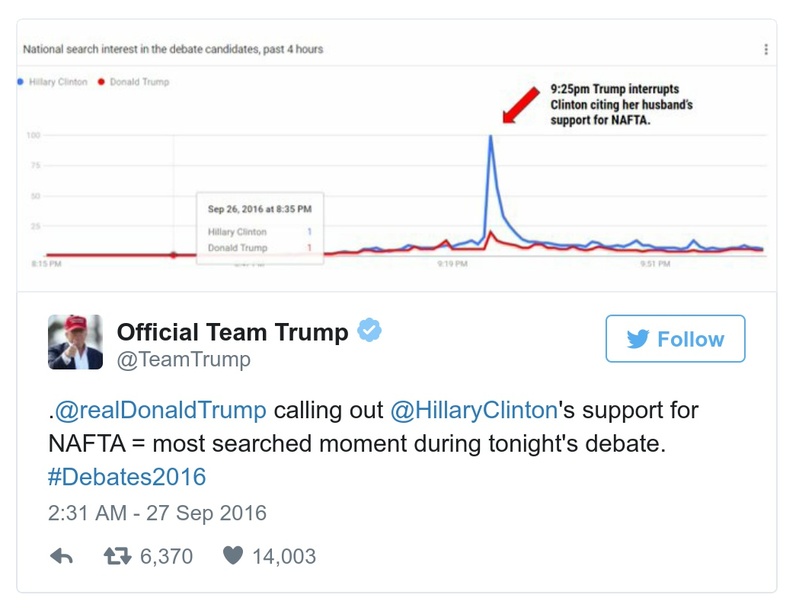 National search interest in the debate candidates, past 4 hours
Hillary Clinton Donald Trump
9:25pm Trump interrupts
Clinton citing her husband's
support for NAFTA.
100
75
50
25
Sep 26, 2016 at 8:35 PM
Hillary Clinton 1
Donald Trump 1
8:15 PM
9:19 PM
9:51 PM
Official Team Trump
@TeamTrump
Follow
.@realDonaldTrump calling out @HillaryClinton's support for
NAFTA = most searched moment during tonight's debate.
#Debates2016
2:31 AM - 27 Sep 2016
6,370 14,003